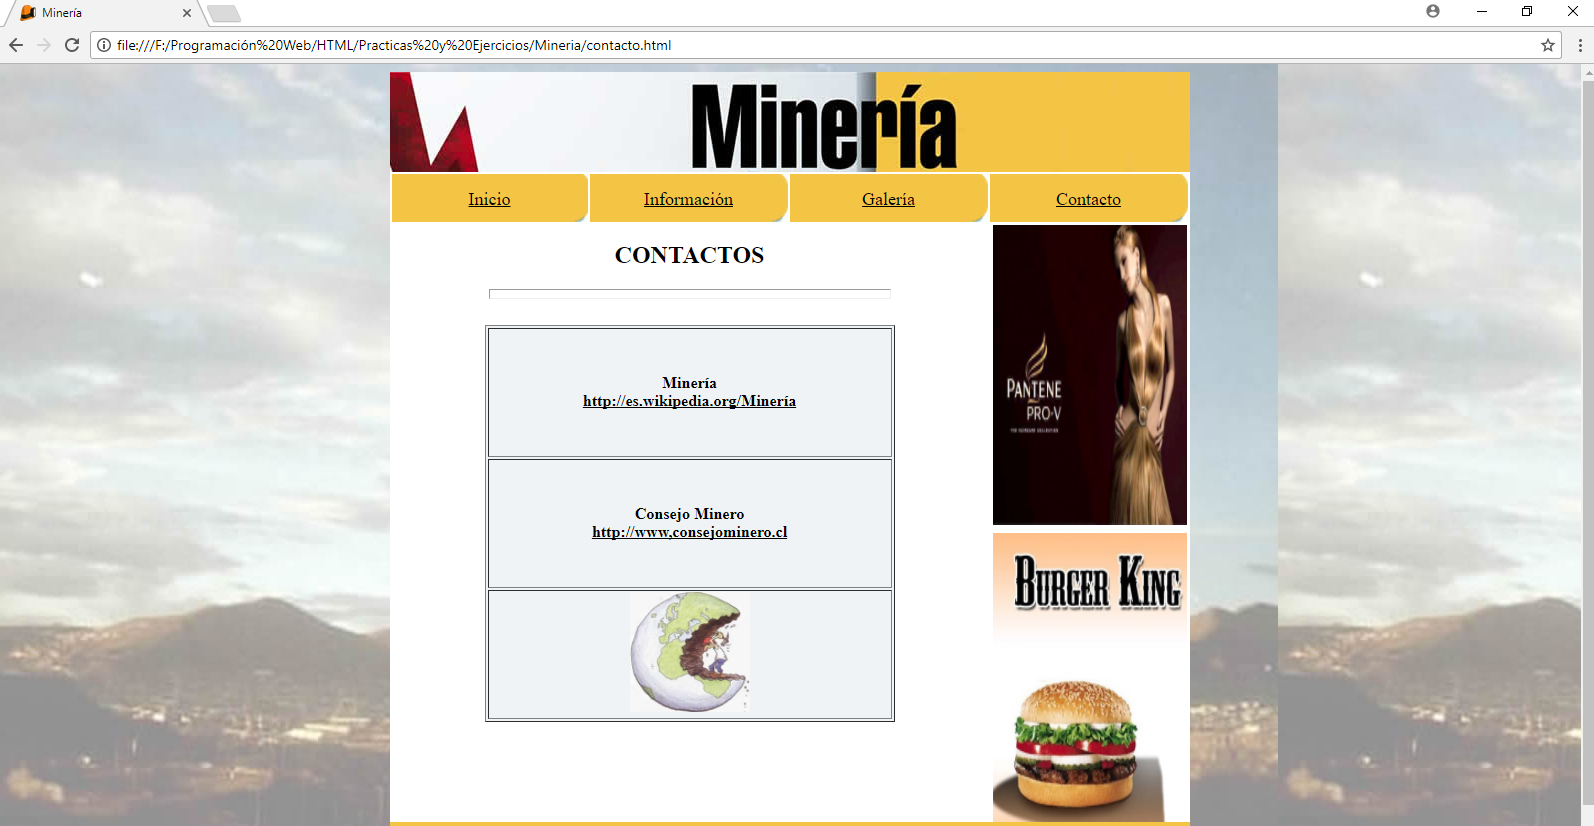 Minería
file:///F:/Programación%20Web/HTML/Practicas%20y%20Ejercicios/Mineria/contacto.html
Minería
Inicio
Información
Galería
Contacto
CONTACTOS
Minería
http://es.wikipedia.org/Minería
Consejo Minero
http://www,consejominero.cl
PANTENE
PRO-V
BURGER KING